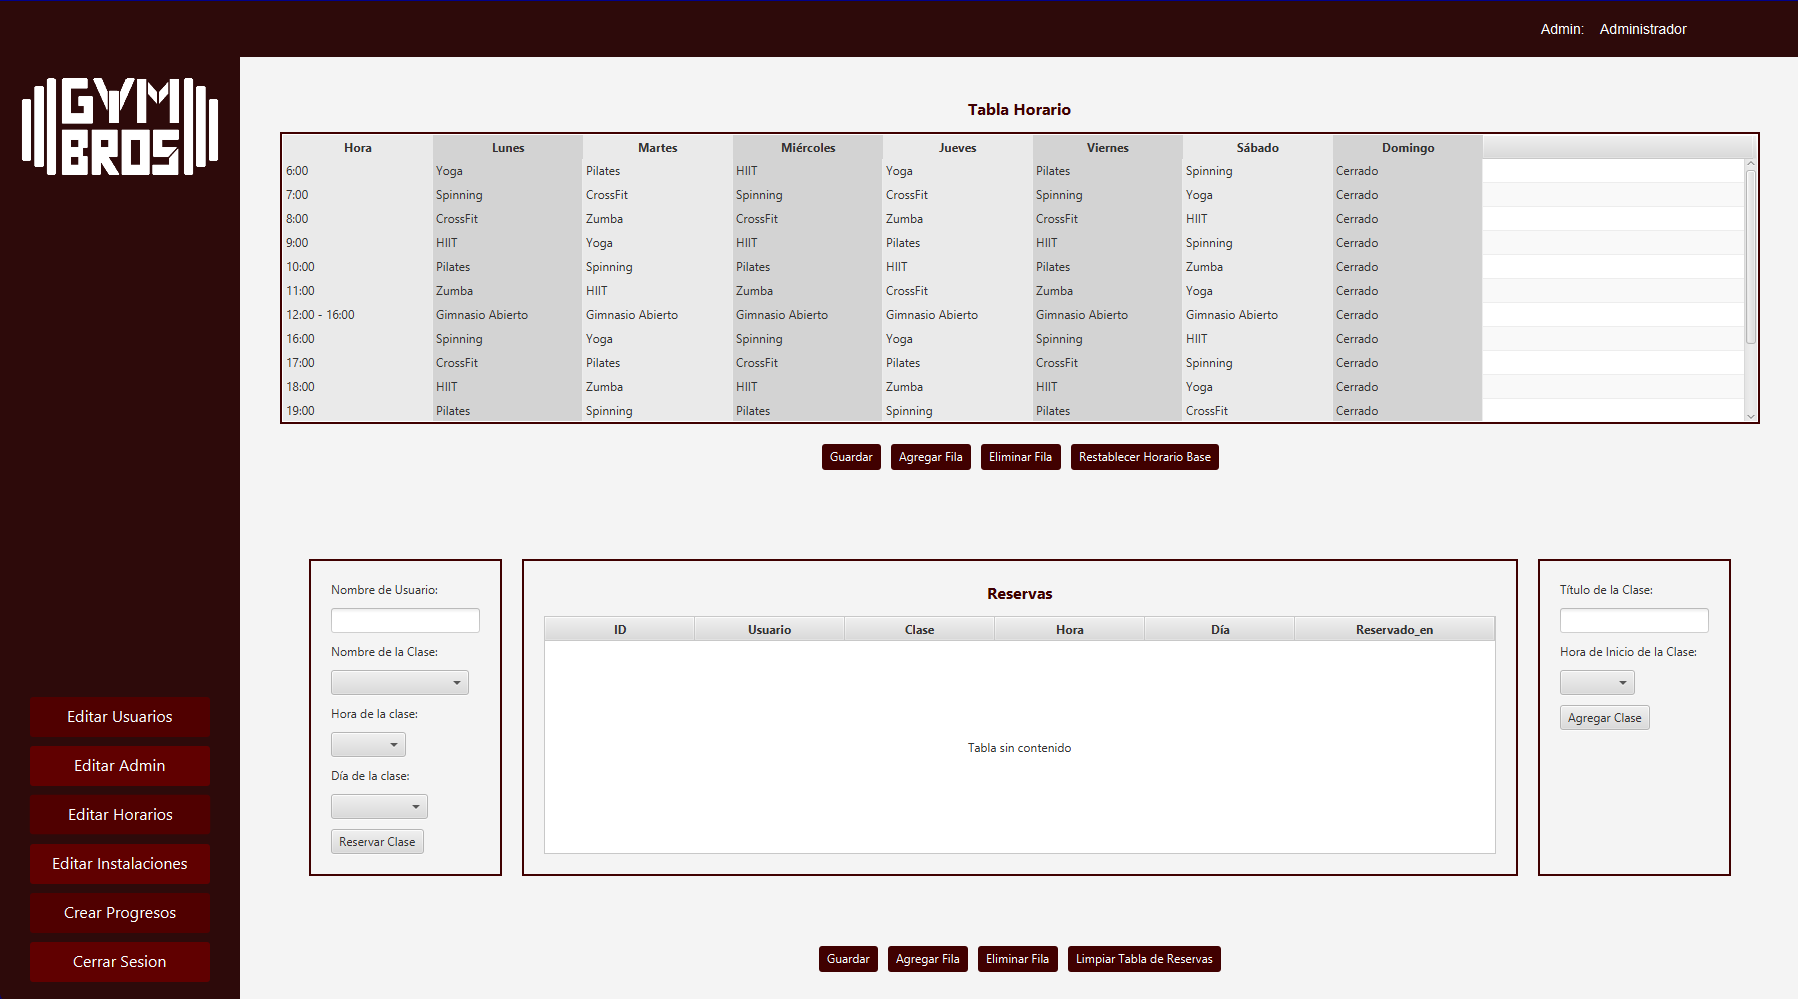 Admin: Administrador
GYM
BROS
Tabla Horario
Hora Lunes Martes Miércoles Jueves Viernes Sábado Domingo
6:00 Yoga Pilates HIIT Yoga Pilates Spinning Cerrado
7:00 Spinning CrossFit Spinning CrossFit Spinning Yoga Cerrado
8:00 CrossFit Zumba CrossFit Zumba CrossFit HIIT Cerrado
9:00 HIIT Yoga HIIT Pilates HIIT Spinning Cerrado
10:00 Pilates Spinning Pilates HIIT Pilates Zumba Cerrado
11:00 Zumba HIIT Zumba CrossFit Zumba Yoga Cerrado
12:00 - 16:00 Gimnasio Abierto Gimnasio Abierto Gimnasio Abierto Gimnasio Abierto Gimnasio Abierto Gimnasio Abierto Cerrado
16:00 Spinning Yoga Spinning Yoga Spinning HIIT Cerrado
17:00 CrossFit Pilates CrossFit Pilates CrossFit Spinning Cerrado
18:00 HIIT Zumba HIIT Zumba HIIT Yoga Cerrado
19:00 Pilates Spinning Pilates Spinning Pilates CrossFit Cerrado
Guardar Agregar Fila Eliminar Fila Restablecer Horario Base
Nombre de Usuario:
Nombre de la Clase:
Hora de la clase:
Día de la clase:
Reservar Clase
Reservas
ID Usuario Clase Hora Día Reservado_en
Tabla sin contenido
Título de la Clase:
Hora de Inicio de la Clase:
Agregar Clase
Guardar Agregar Fila Eliminar Fila Limpiar Tabla de Reservas
Editar Usuarios
Editar Admin
Editar Horarios
Editar Instalaciones
Crear Progresos
Cerrar Sesion